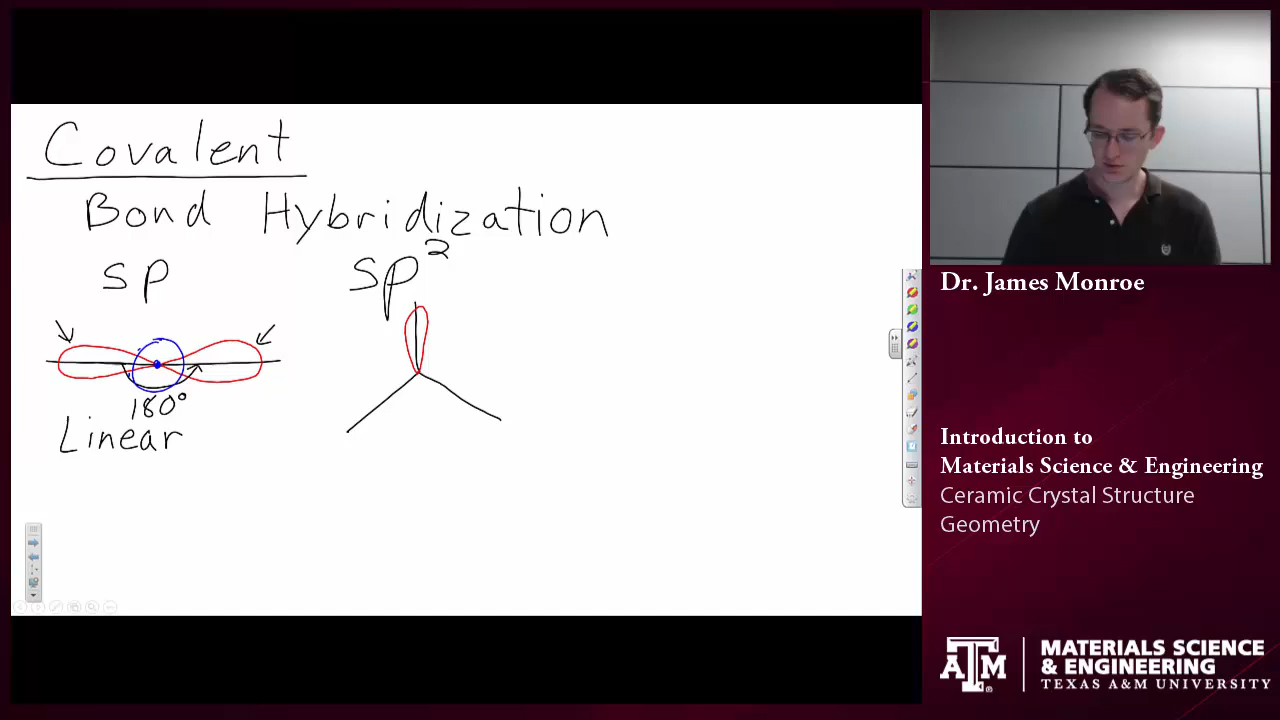 Covalent
Bond Hybridization
sp sp²
180°
Linear
Dr. James Monroe
Introduction to
Materials Science & Engineering
Ceramic Crystal Structure
Geometry
ATM
MATERIALS SCIENCE
& ENGINEERING
TEXAS A&M UNIVERSITY